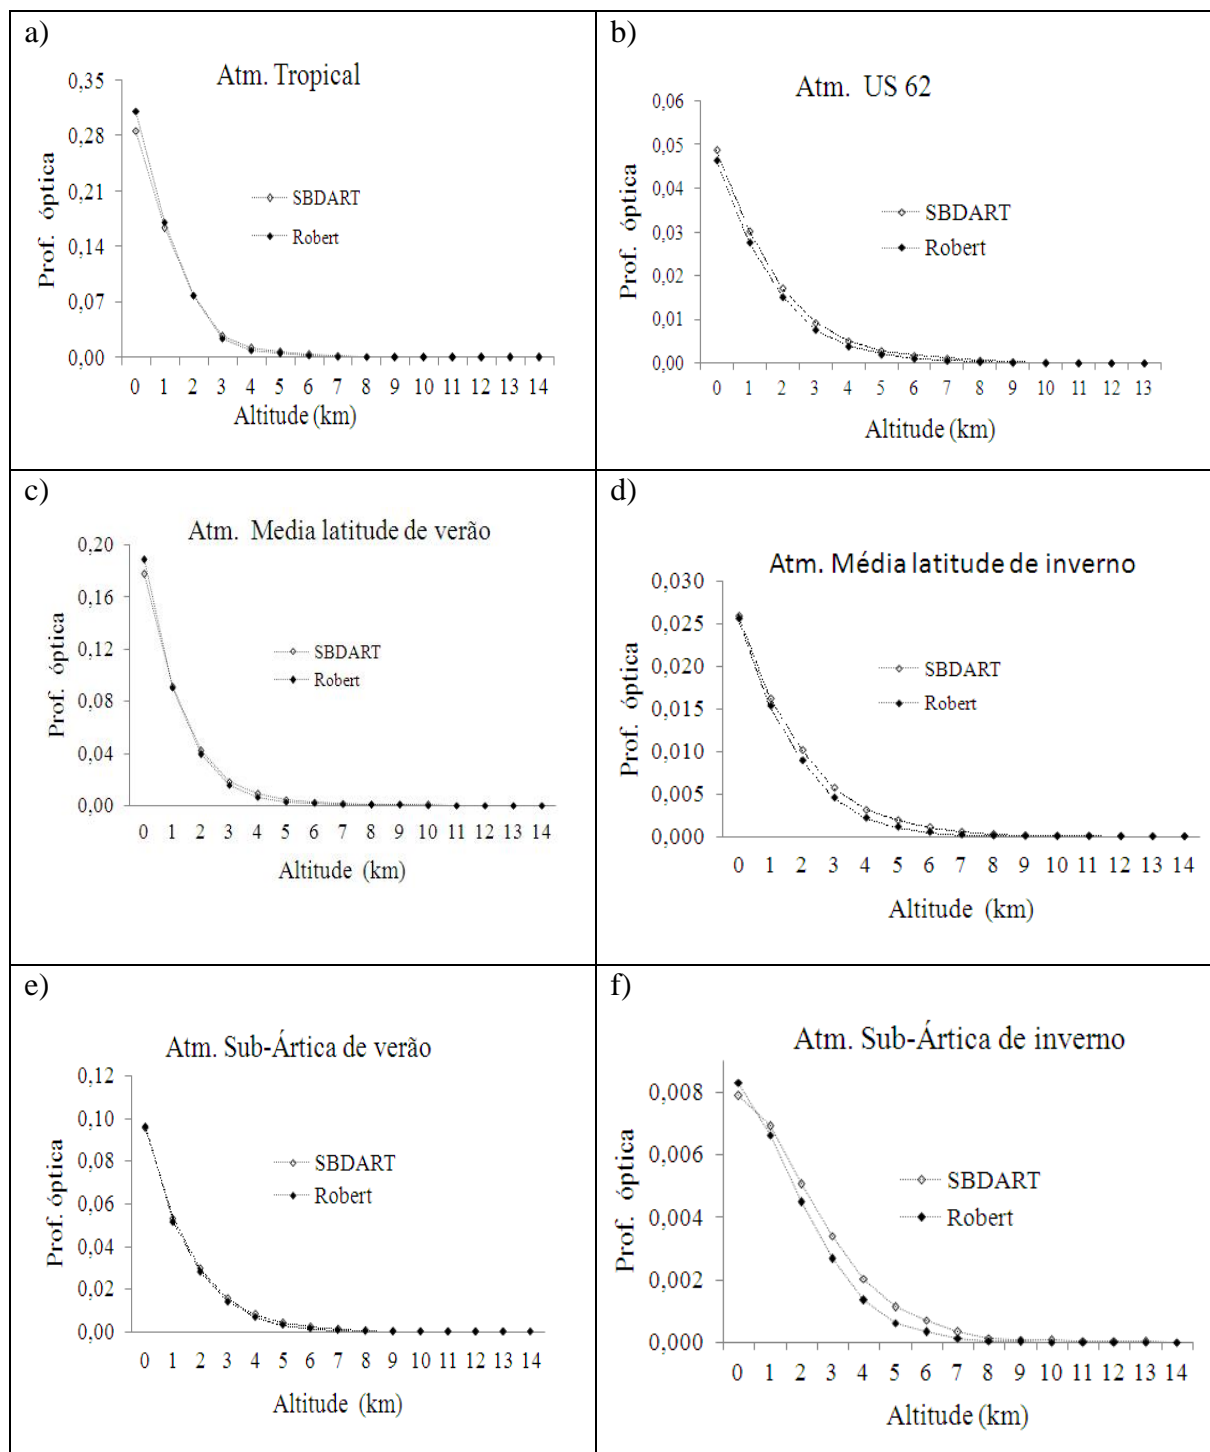 a)
Atm. Tropical
0,35
0,28
0,21
0,14
0,07
0,00
Prof. óptica
SBDART
Robert
0 1 2 3 4 5 6 7 8 9 10 11 12 13 14
Altitude (km)
b)
Atm. US 62
0,06
0,05
0,04
0,03
0,02
0,01
0,00
Prof. óptica
SBDART
Robert
0 1 2 3 4 5 6 7 8 9 10 11 12 13
Altitude (km)
c)
Atm. Media latitude de verão
0,20
0,16
0,12
0,08
0,04
0,00
Prof. óptica
SBDART
Robert
0 1 2 3 4 5 6 7 8 9 10 11 12 13 14
Altitude (km)
d)
Atm. Média latitude de inverno
0,030
0,025
0,020
0,015
0,010
0,005
0,000
Prof. óptica
SBDART
Robert
0 1 2 3 4 5 6 7 8 9 10 11 12 13 14
Altitude (km)
e)
Atm. Sub-Ártica de verão
0,12
0,10
0,08
0,06
0,04
0,02
0,00
Prof. óptica
SBDART
Robert
0 1 2 3 4 5 6 7 8 9 10 11 12 13 14
Altitude (km)
f)
Atm. Sub-Ártica de inverno
0,008
0,006
0,004
0,002
0,000
Prof. óptica
SBDART
Robert
0 1 2 3 4 5 6 7 8 9 10 11 12 13 14
Altitude (km)